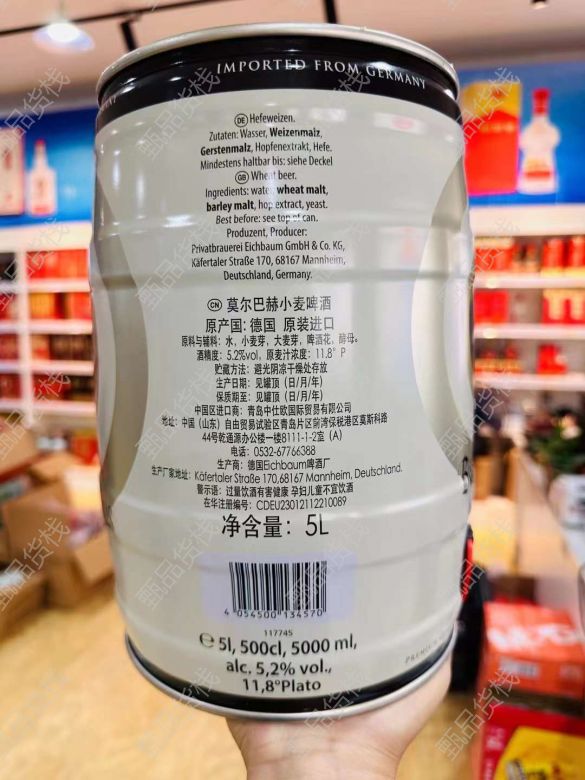 IMPORTED FROM GERMANY
DE Hefeweizen.
Zutaten: Wasser, Weizenmalz,
Gerstenmalz, Hopfenextrakt, Hefe.
Mindestens haltbar bis: siehe Deckel
GB Wheat beer.
Ingredients: water, wheat malt,
barley malt, hop extract, yeast.
Best before: see top of can.
Produzent, Producer:
Privatbrauerei Eichbaum GmbH & Co. KG,
Käfertaler Straße 170, 68167 Mannheim,
Deutschland, Germany.
CN 莫尔巴赫小麦啤酒
原产国: 德国 原装进口
原料与辅料: 水, 小麦芽, 大麦芽, 啤酒花, 酵母。
酒精度: 5.2%vol, 原麦汁浓度: 11.8°P
贮藏方法: 避光阴凉干燥处存放
生产日期: 见罐顶 (日/月/年)
保质期至: 见罐顶 (日/月/年)
中国区进口商: 青岛中仕欧国际贸易有限公司
地址: 中国 (山东) 自由贸易试验区青岛片区前湾保税港区莫斯科路
44号乾通源办公楼一楼8111-1-2室 (A)
电话: 0532-67766388
生产商: 德国Eichbaum啤酒厂
生产厂家地址: Käfertaler Straße 170,68167 Mannheim, Deutschland.
警示语: 过量饮酒有害健康 孕妇儿童不宜饮酒
在华注册编号: CDEU23012112210089
净含量: 5L
4 054500 134570
117745
℮ 5l, 500cl, 5000 ml,
alc. 5,2% vol.,
11,8°Plato
甄品货栈